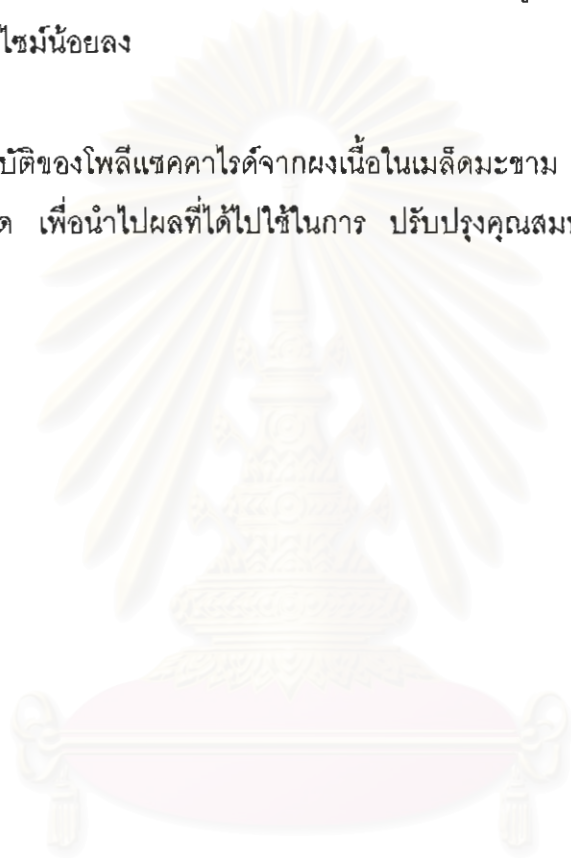 ไซม์น้อยลง
บัติของโพลีแซคคาไรด์จากผงเนื้อในเมล็ดมะขาม
ด เพื่อนำไปผลที่ได้ไปใช้ในการ ปรับปรุงคุณสม